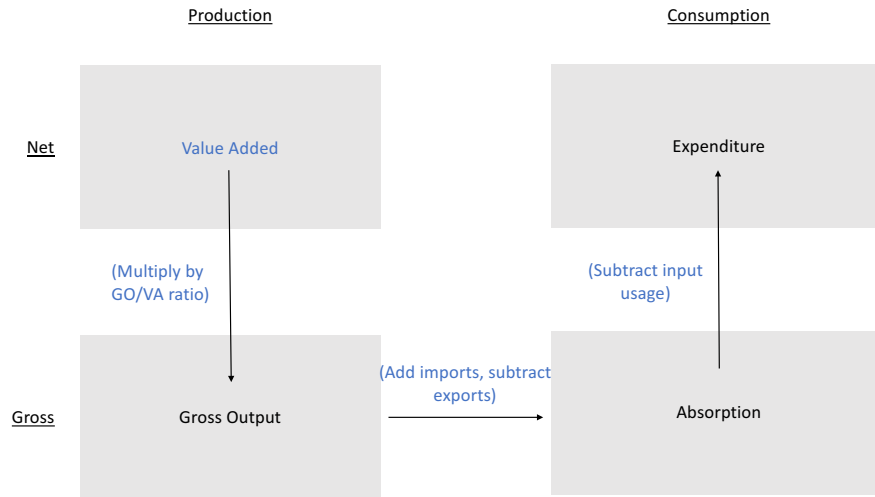 Production
Consumption
Net
Value Added
Expenditure
(Multiply by
GO/VA ratio)
(Subtract input
usage)
(Add imports, subtract
exports)
Gross
Gross Output
Absorption